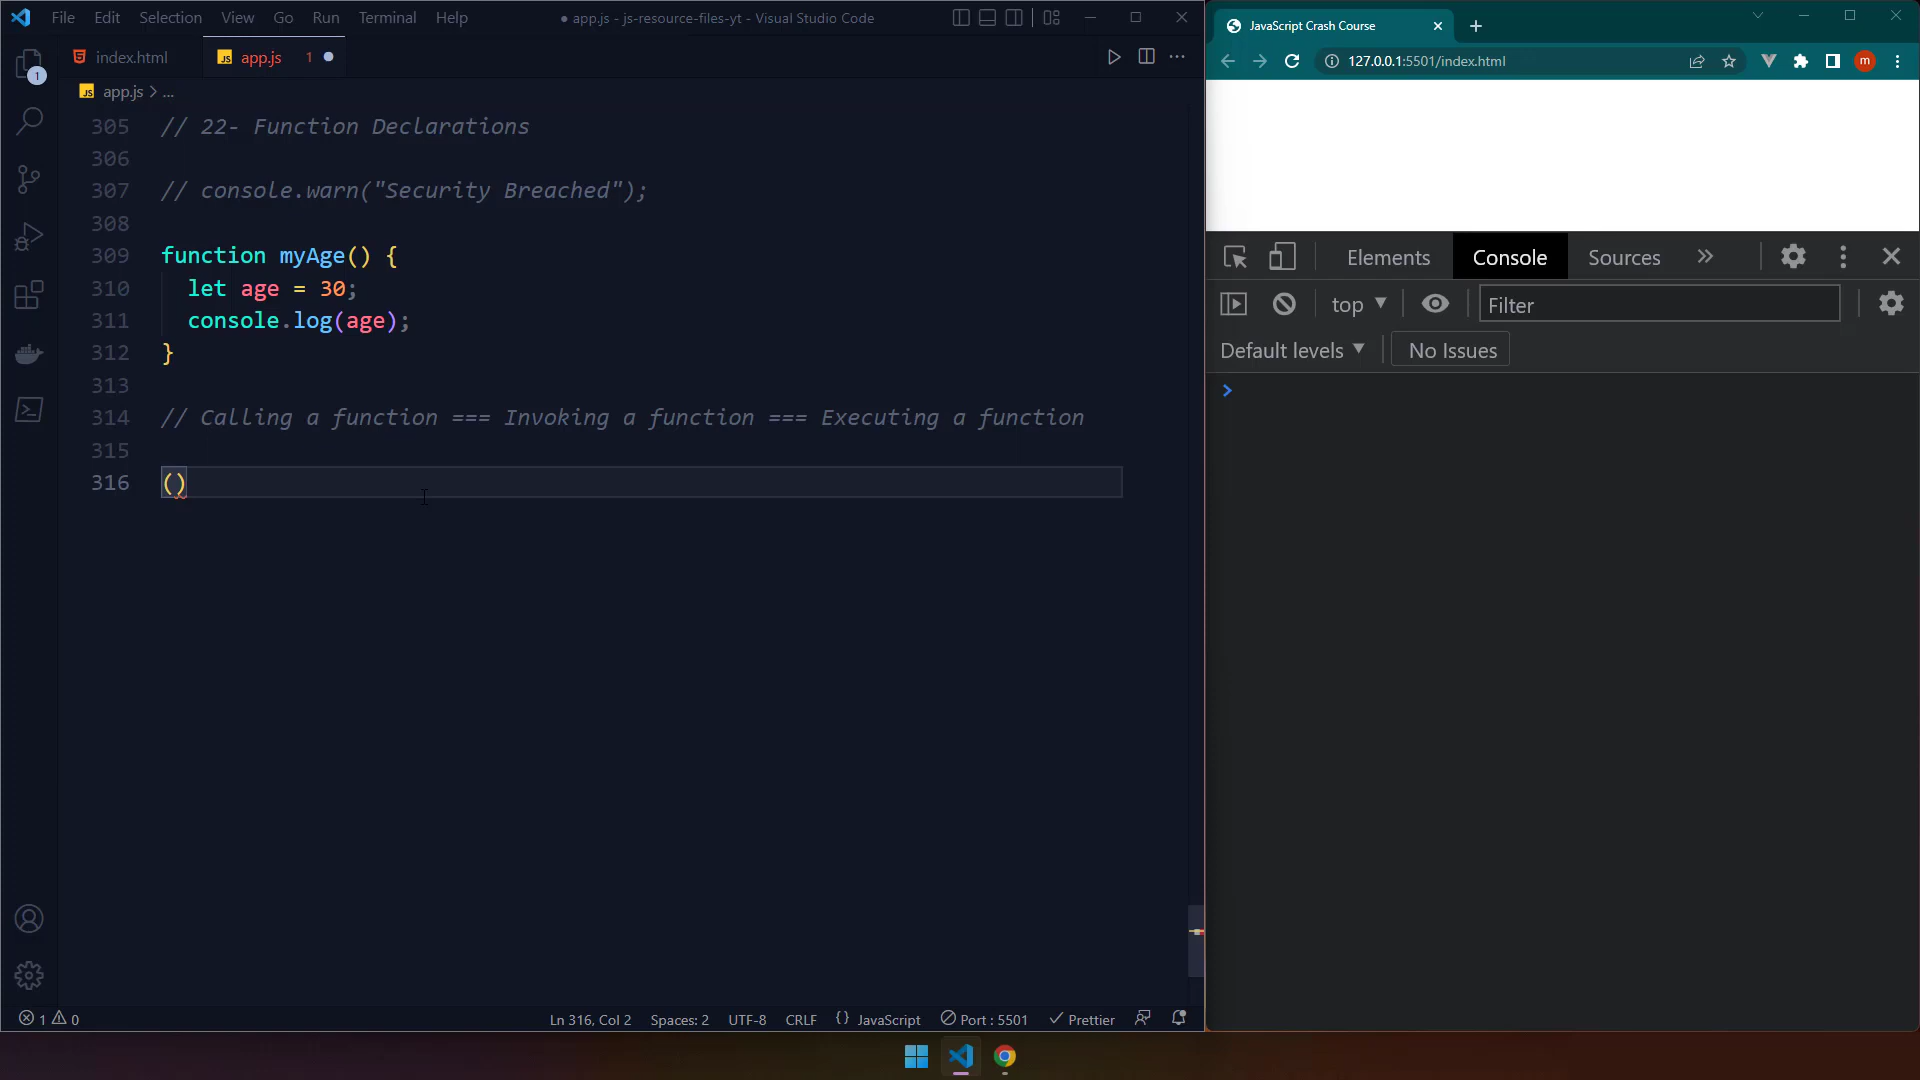 File Edit Selection View Go Run Terminal Help
● app.js - js-resource-files-yt - Visual Studio Code
index.html
JS app.js 1 ●
JS app.js > ...
305 // 22- Function Declarations
306
307 // console.warn("Security Breached");
308
309 function myAge() {
310 let age = 30;
311 console.log(age);
312 }
313
314 // Calling a function === Invoking a function === Executing a function
315
316 ()
1
1 0
Ln 316, Col 2 Spaces: 2 UTF-8 CRLF {} JavaScript Port : 5501 Prettier
JavaScript Crash Course
127.0.0.1:5501/index.html
m
Elements Console Sources
top
Filter
Default levels
No Issues